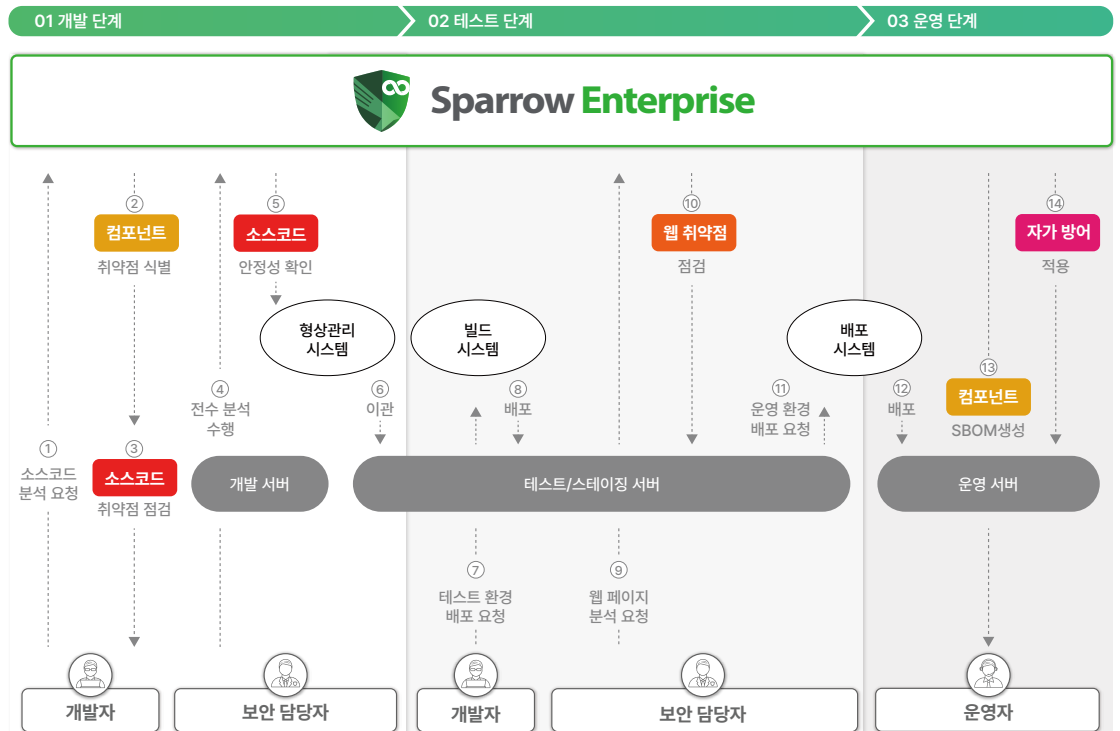 01 개발 단계
02 테스트 단계
03 운영 단계
Sparrow Enterprise
②
컴포넌트
취약점 식별
⑤
소스코드
안정성 확인
⑩
웹 취약점
점검
⑭
자가 방어
적용
형상관리
시스템
빌드
시스템
배포
시스템
①
소스코드
분석 요청
③
소스코드
취약점 점검
④
전수 분석
수행
⑥
이관
⑧
배포
⑪
운영 환경
배포 요청
⑫
배포
⑬
컴포넌트
SBOM생성
개발 서버
테스트/스테이징 서버
운영 서버
⑦
테스트 환경
배포 요청
⑨
웹 페이지
분석 요청
개발자
보안 담당자
개발자
보안 담당자
운영자